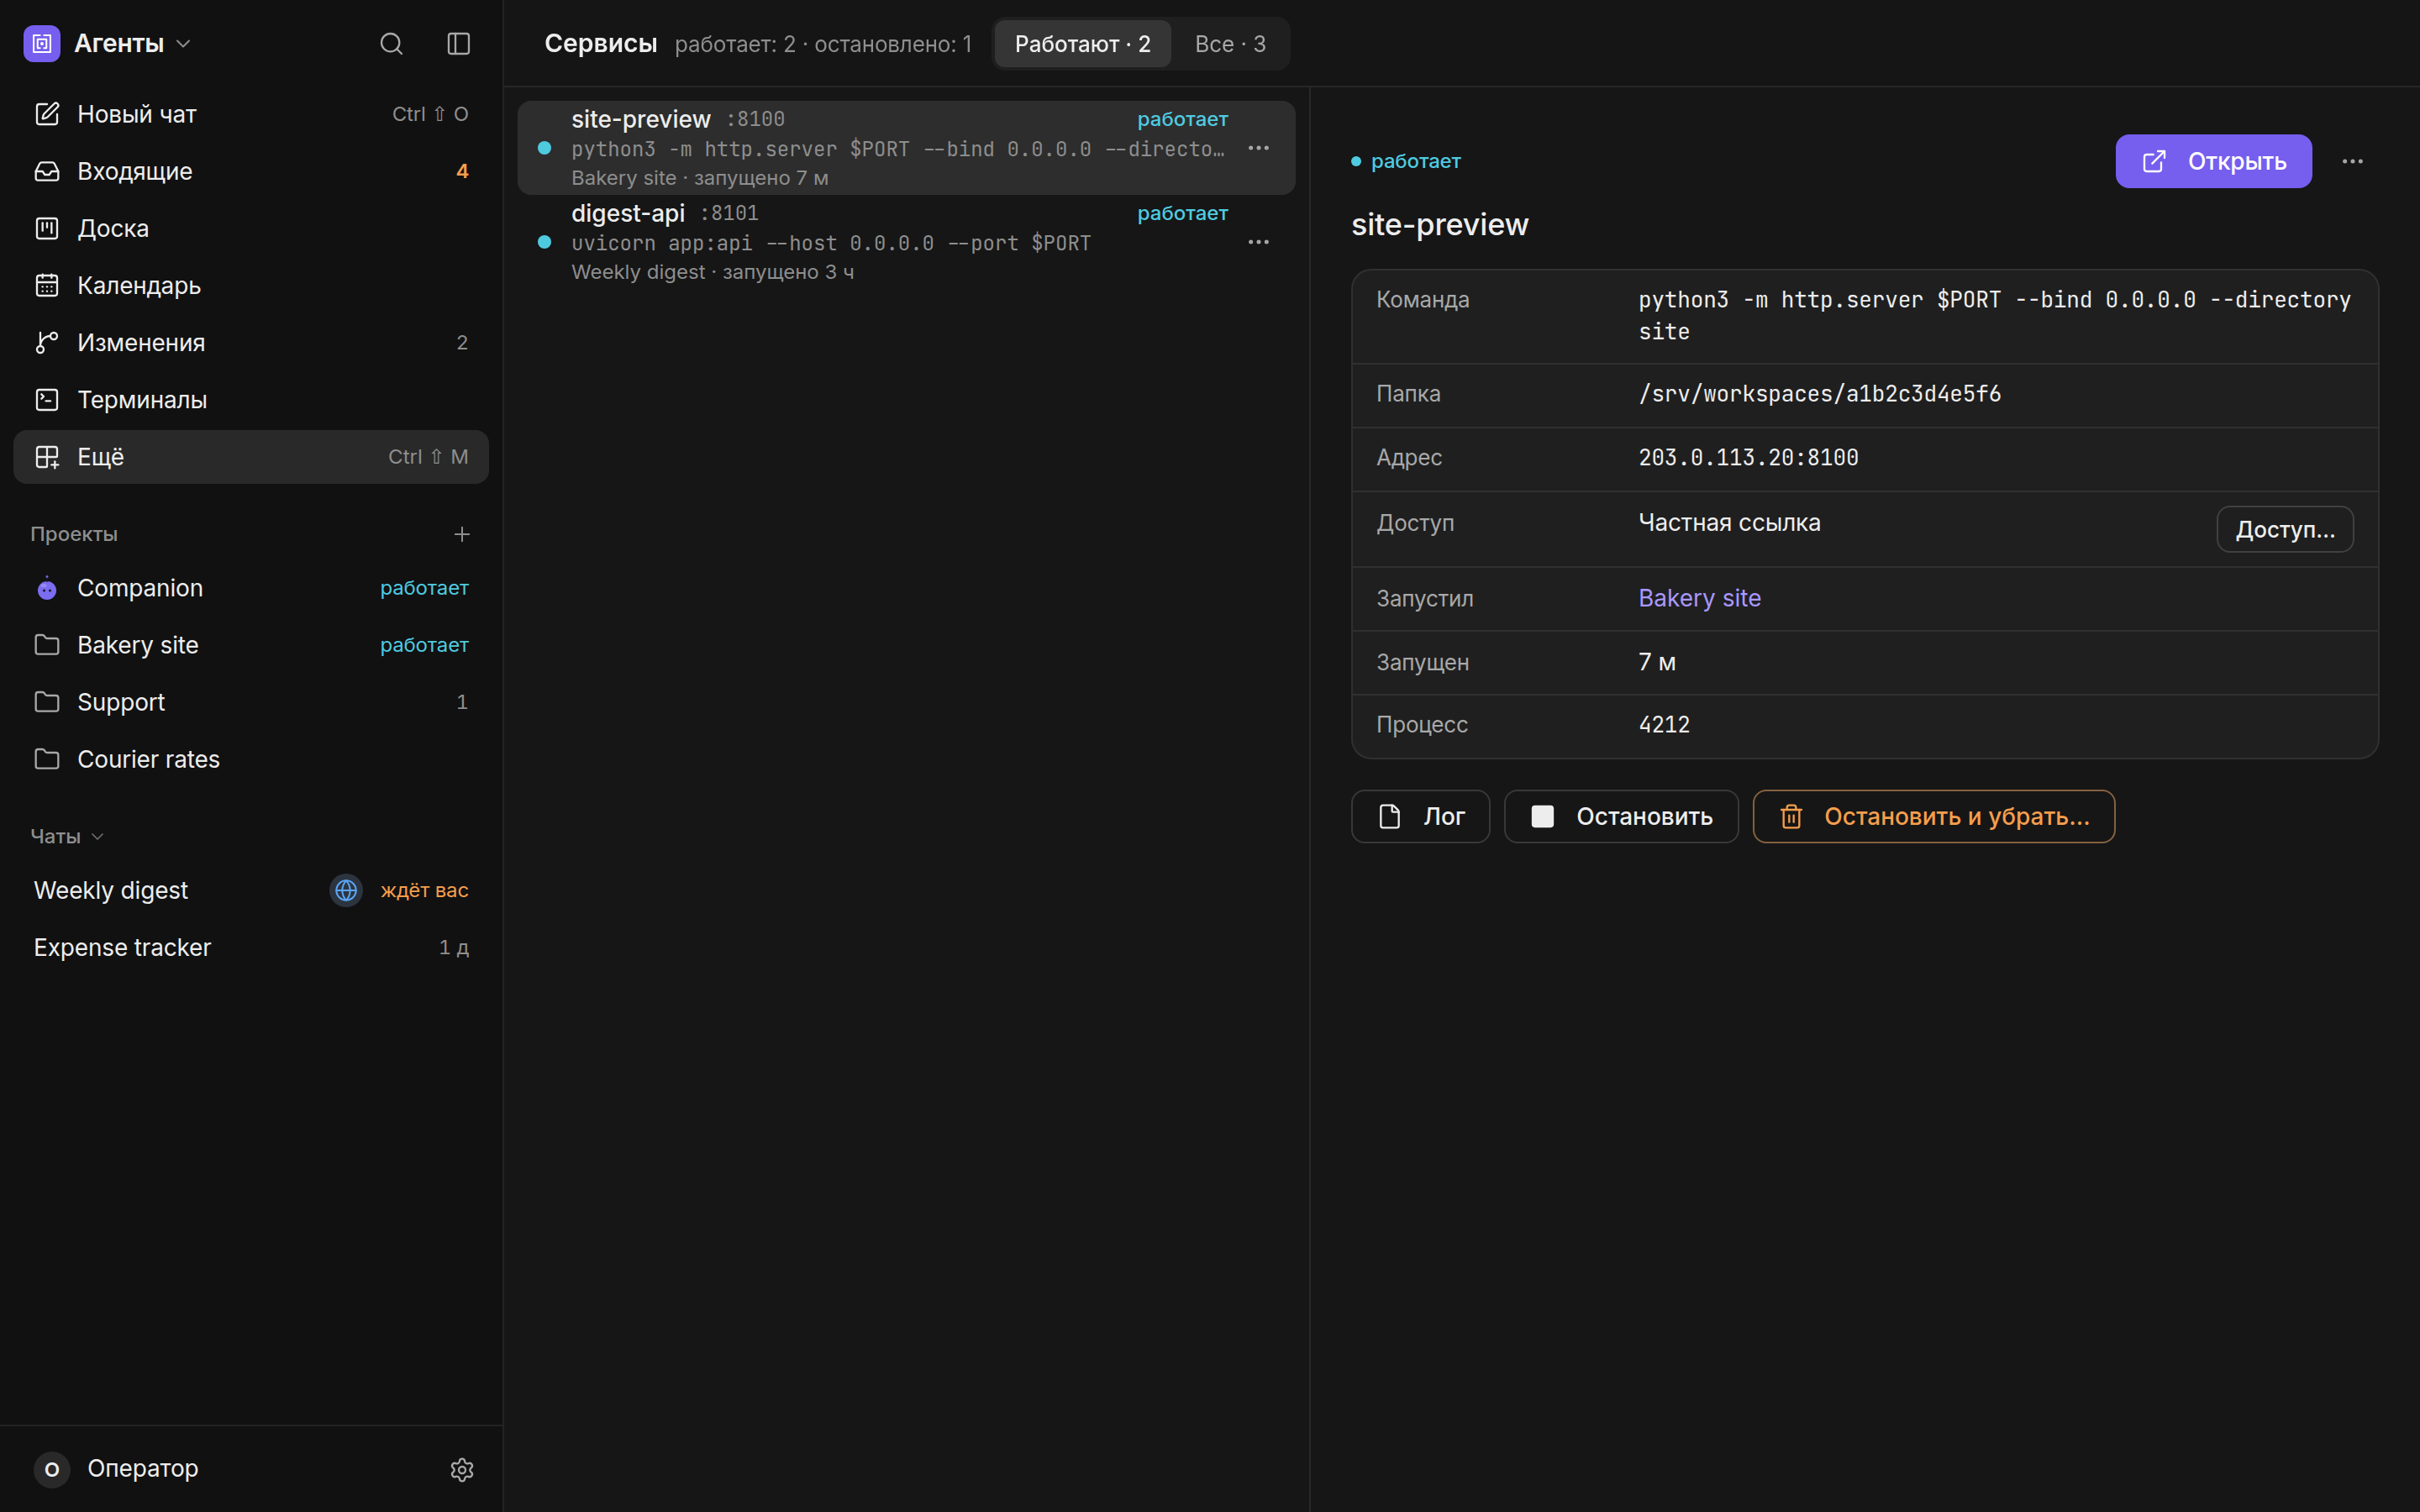 Агенты
Новый чат Ctrl ⇧ O
Входящие 4
Доска
Календарь
Изменения 2
Терминалы
Ещё Ctrl ⇧ M
Проекты
Companion работает
Bakery site работает
Support 1
Courier rates
Чаты
Weekly digest ждёт вас
Expense tracker 1 д
О Оператор
Сервисы работает: 2 · остановлено: 1 Работают · 2 Все · 3
site-preview :8100 работает
python3 -m http.server $PORT --bind 0.0.0.0 --directo…
Bakery site · запущено 7 м
digest-api :8101 работает
uvicorn app:api --host 0.0.0.0 --port $PORT
Weekly digest · запущено 3 ч
работает Открыть
site-preview
Команда python3 -m http.server $PORT --bind 0.0.0.0 --directory
site
Папка /srv/workspaces/a1b2c3d4e5f6
Адрес 203.0.113.20:8100
Доступ Частная ссылка Доступ...
Запустил Bakery site
Запущен 7 м
Процесс 4212
Лог Остановить Остановить и убрать...